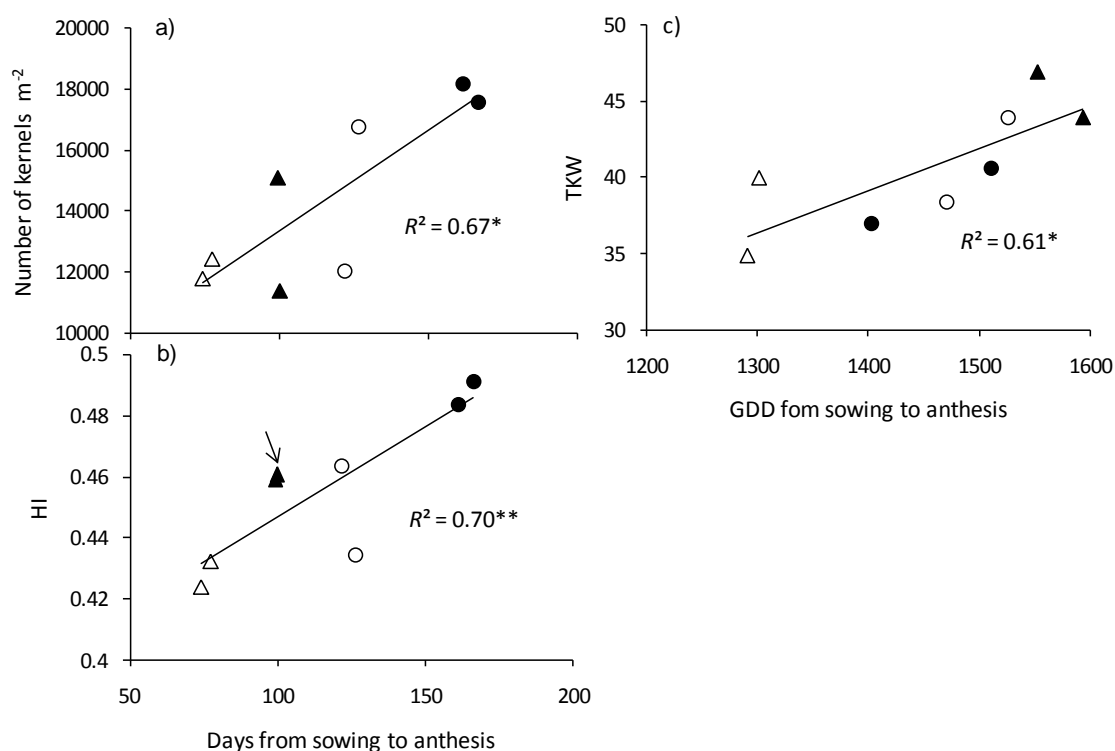 a)
20000
18000
16000
14000
12000
10000
Number of kernels m⁻²
R² = 0.67*
b)
0.5
0.48
0.46
0.44
0.42
0.4
HI
R² = 0.70**
50 100 150 200
Days from sowing to anthesis
c)
50
45
40
35
30
TKW
R² = 0.61*
1200 1300 1400 1500 1600
GDD fom sowing to anthesis